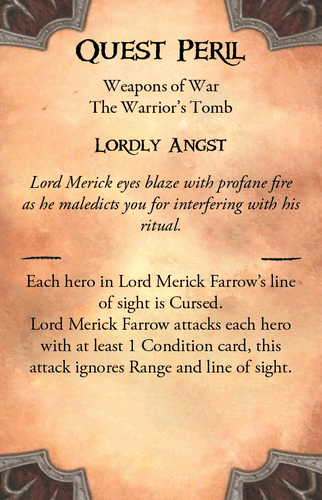 Quest Peril
Weapons of War
The Warrior's Tomb
Lordly Angst
Lord Merick eyes blaze with profane fire
as he maledicts you for interfering with his
ritual.
Each hero in Lord Merick Farrow's line
of sight is Cursed.
Lord Merick Farrow attacks each hero
with at least 1 Condition card, this
attack ignores Range and line of sight.